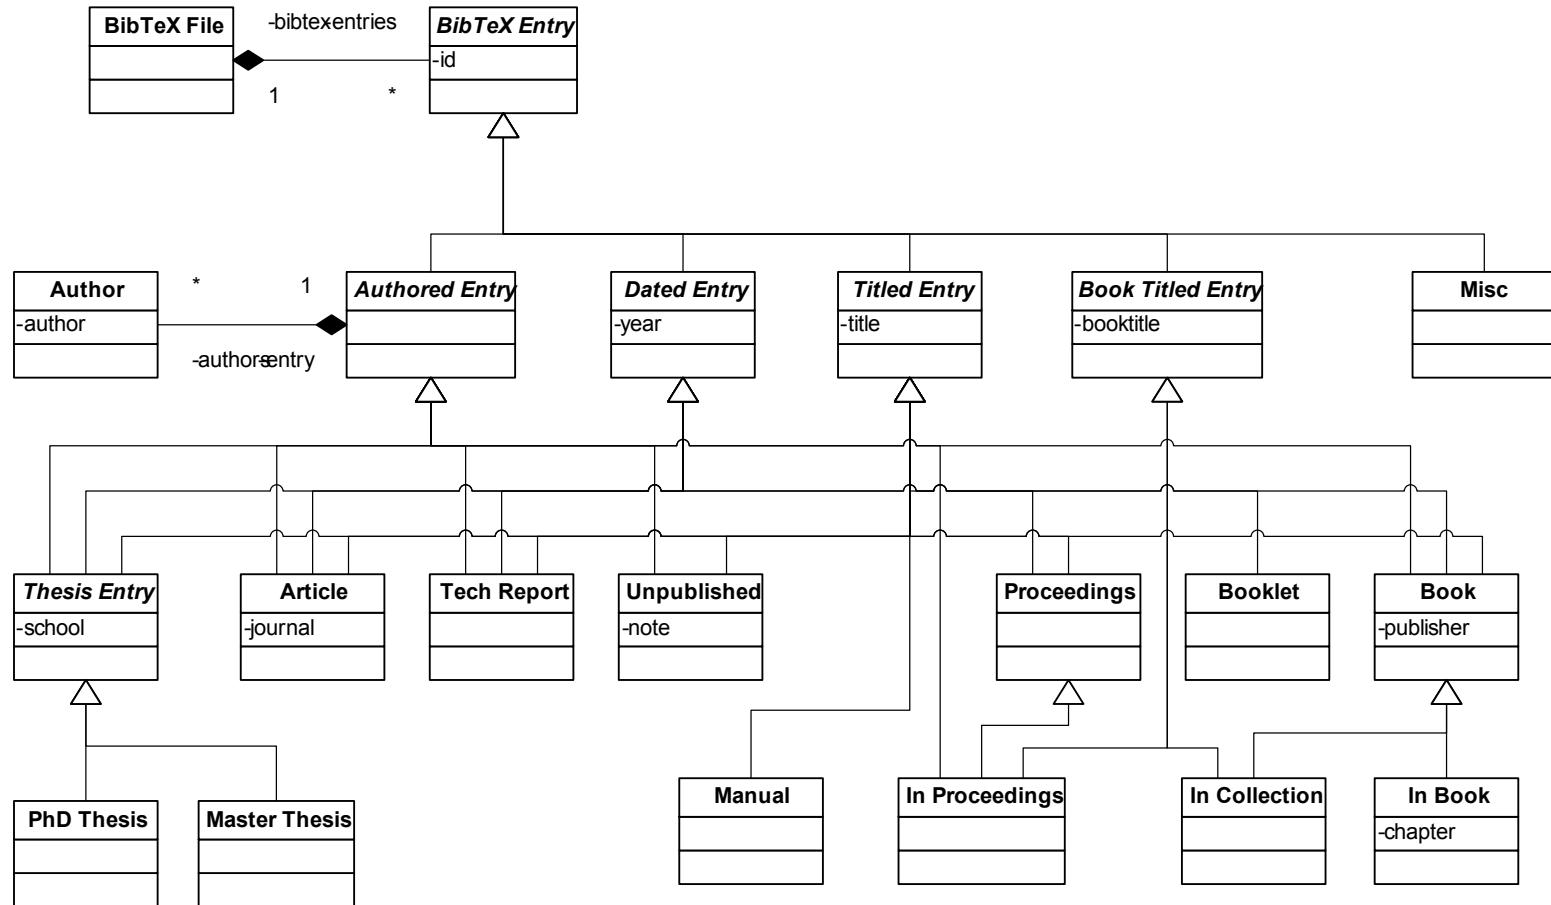 BibTeX File
-bibtexentries
BibTeX Entry
-id
1
*
Author
-author
*
1
-authorsentry
Authored Entry
Dated Entry
-year
Titled Entry
-title
Book Titled Entry
-booktitle
Misc
Thesis Entry
-school
Article
-journal
Tech Report
Unpublished
-note
Proceedings
Booklet
Book
-publisher
PhD Thesis
Master Thesis
Manual
In Proceedings
In Collection
In Book
-chapter